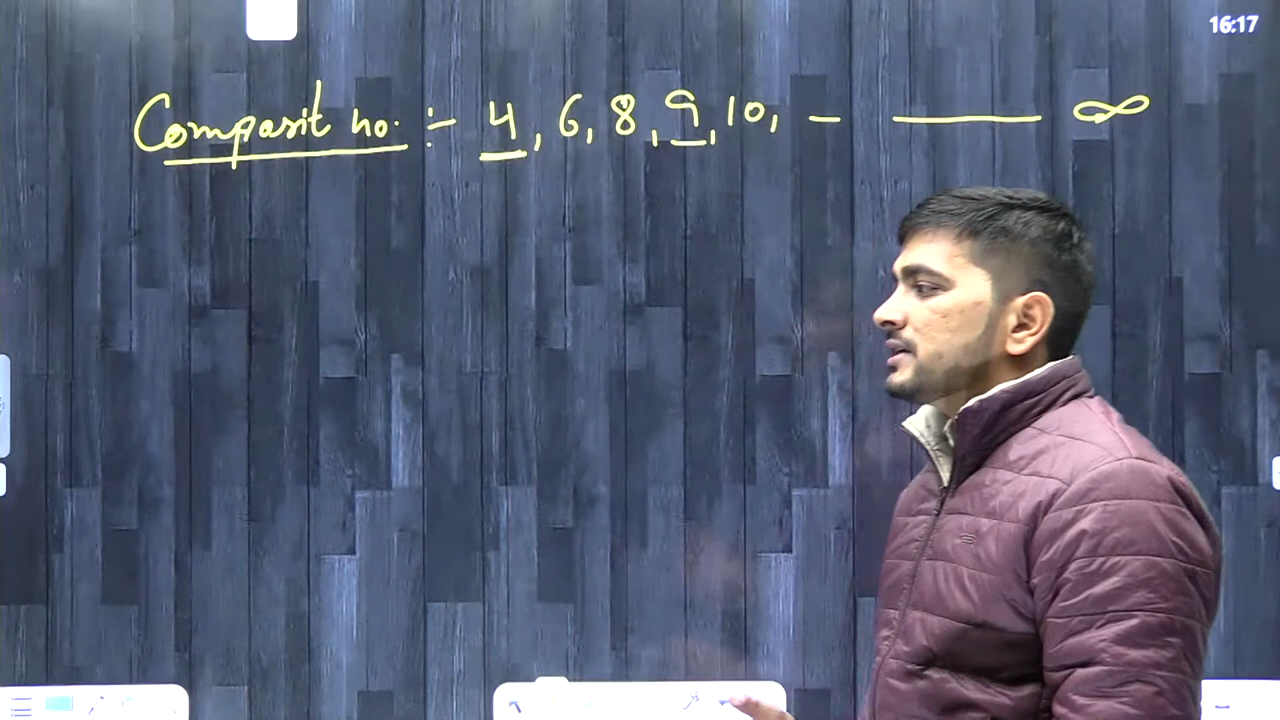 16:17
Composit no. :- 4, 6, 8, 9, 10, - ——— ∞